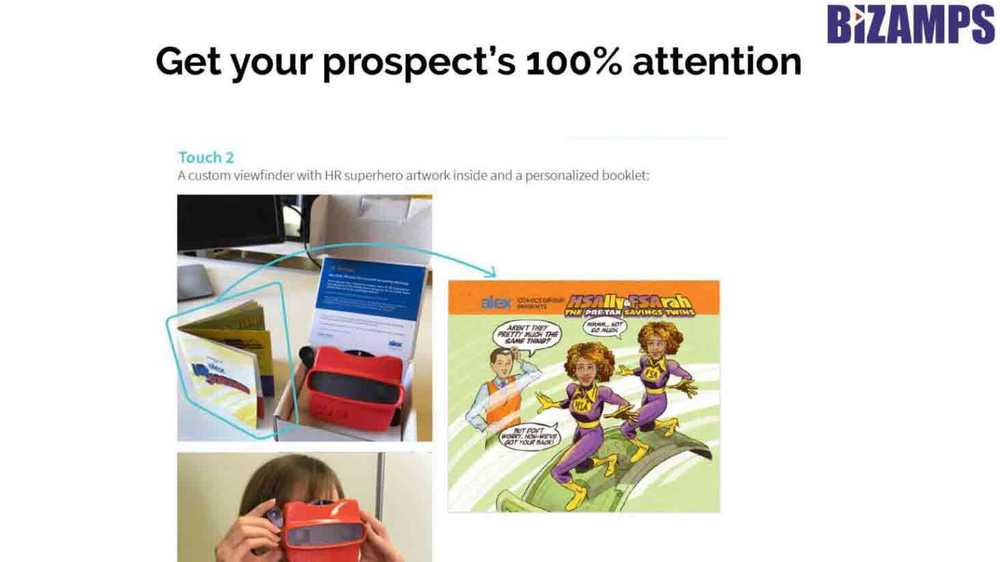 BIZAMPS
Get your prospect's 100% attention
Touch 2
A custom viewfinder with HR superhero artwork inside and a personalized booklet:
alex
COMICS GROUP
PRESENTS
HSAlly & FSArah
THE PRE-TAX SAVINGS TWINS
AREN'T THEY
PRETTY MUCH THE
SAME THING?
HMMM... NOT
SO MUCH.
HSA
FSA
BUT DON'T
WORRY, NOW WE'VE
GOT YOUR BACK!